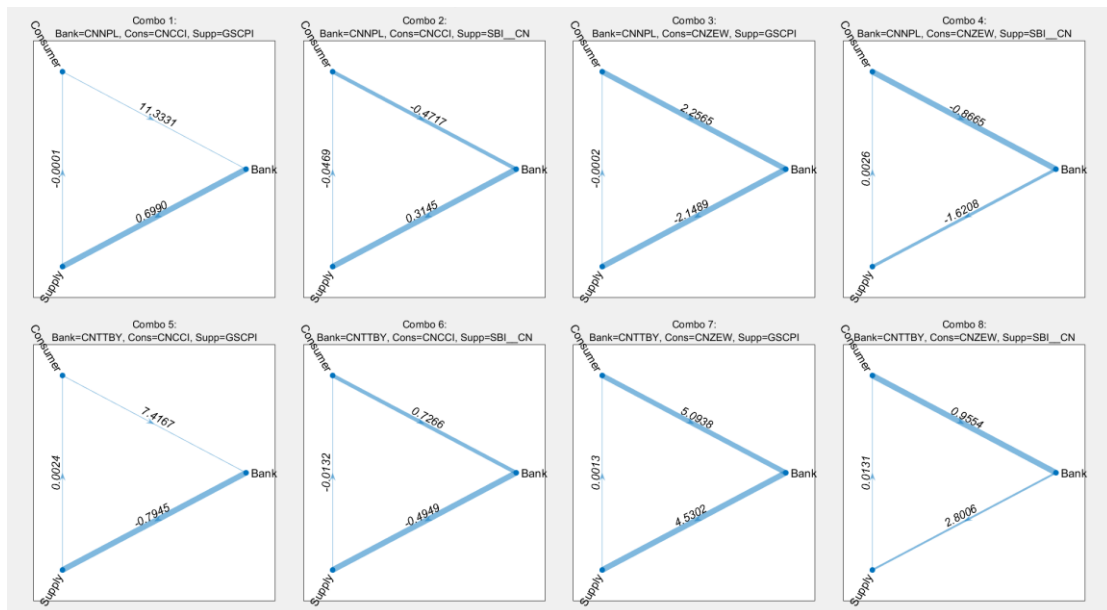 Combo 1:
Bank=CNNPL, Cons=CNCCI, Supp=GSCPI
Consumer
11.3331
-0.0001
Bank
0.6990
Supply
Combo 2:
Bank=CNNPL, Cons=CNCCI, Supp=SBI__CN
Consumer
-0.4717
-0.0469
Bank
0.3145
Supply
Combo 3:
Bank=CNNPL, Cons=CNZEW, Supp=GSCPI
Consumer
2.2565
-0.0002
Bank
-2.1489
Supply
Combo 4:
Bank=CNNPL, Cons=CNZEW, Supp=SBI__CN
Consumer
-0.8665
0.0026
Bank
-1.6208
Supply
Combo 5:
Bank=CNTTBY, Cons=CNCCI, Supp=GSCPI
Consumer
7.4167
0.0024
Bank
-0.7945
Supply
Combo 6:
Bank=CNTTBY, Cons=CNCCI, Supp=SBI__CN
Consumer
0.7266
-0.0132
Bank
-0.4949
Supply
Combo 7:
Bank=CNTTBY, Cons=CNZEW, Supp=GSCPI
Consumer
5.0938
0.0013
Bank
4.5302
Supply
Combo 8:
Bank=CNTTBY, Cons=CNZEW, Supp=SBI__CN
Consumer
0.9554
0.0131
Bank
2.8006
Supply